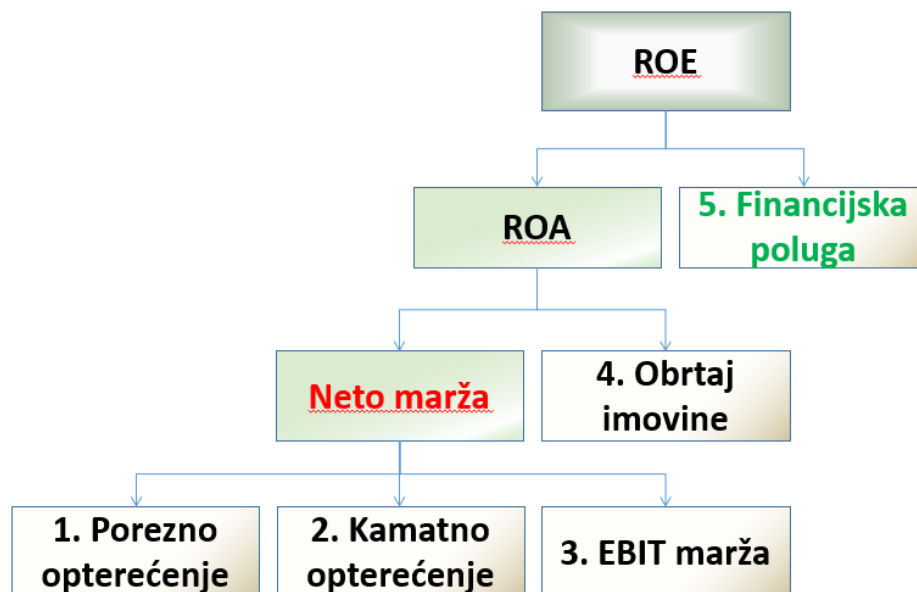 ROE
ROA
5. Financijska
poluga
Neto marža
4. Obrtaj
imovine
1. Porezno
opterećenje
2. Kamatno
opterećenje
3. EBIT marža